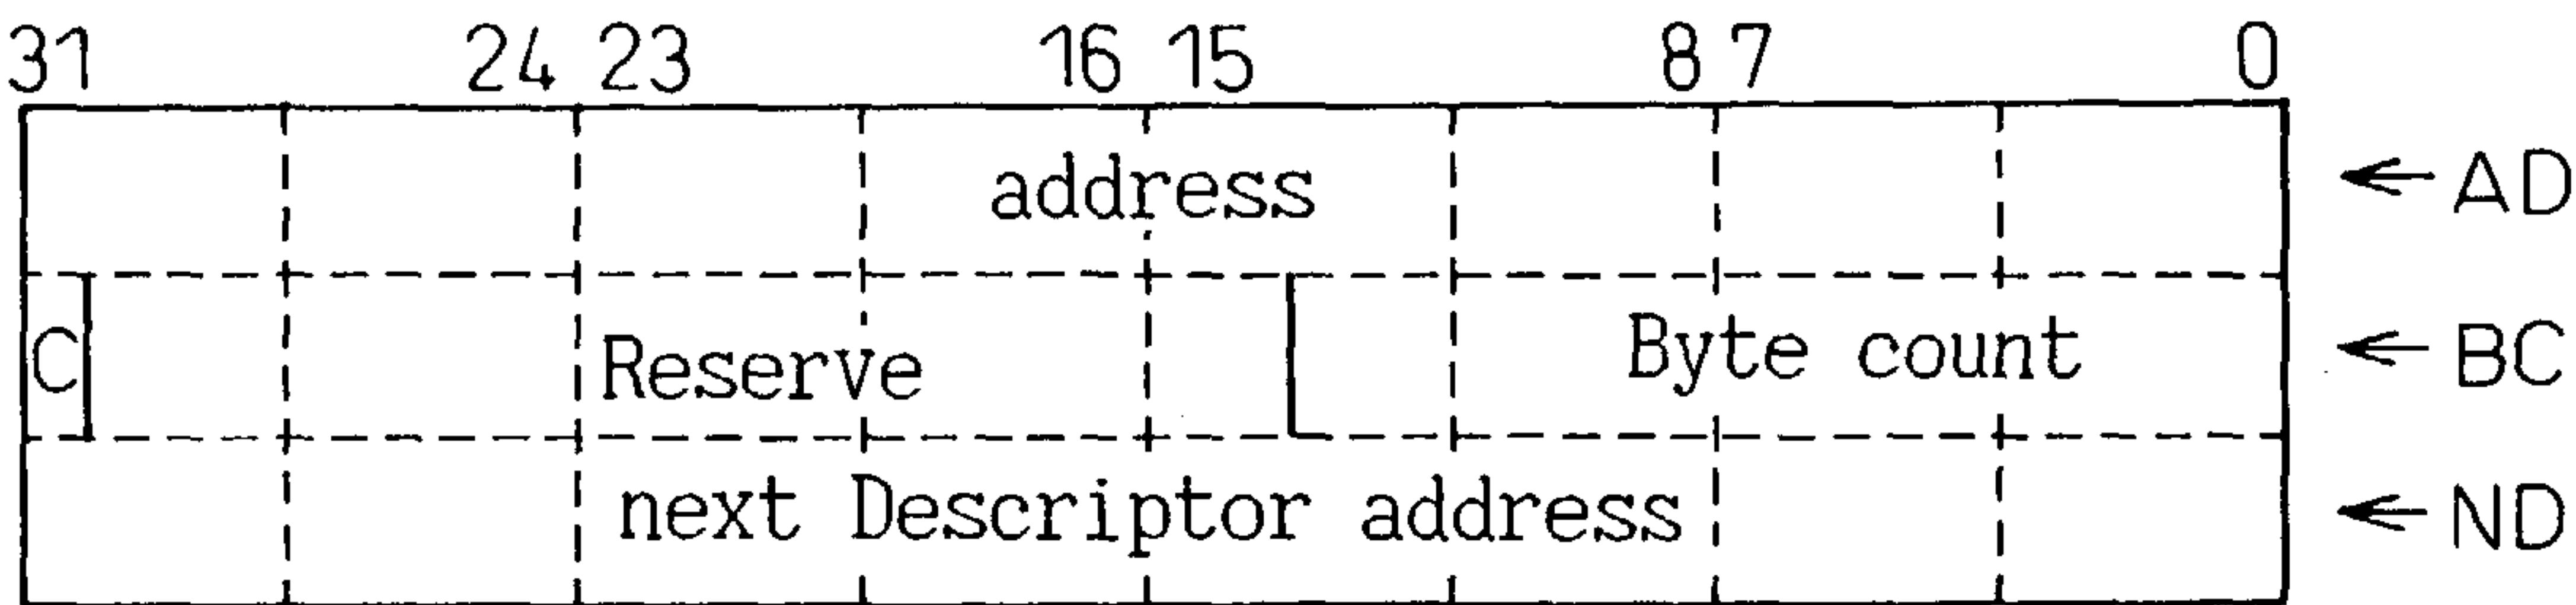 31 24 23 16 15 8 7 0
address ← AD
C Reserve Byte count ← BC
next Descriptor address ← ND